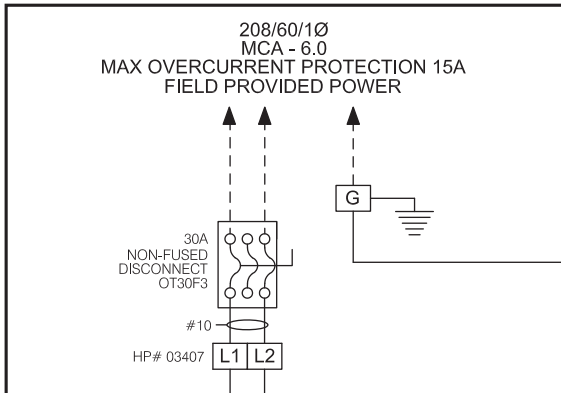 208/60/1Ø
MCA - 6.0
MAX OVERCURRENT PROTECTION 15A
FIELD PROVIDED POWER
G
30A
NON-FUSED
DISCONNECT
OT30F3
#10
HP# 03407 L1 L2